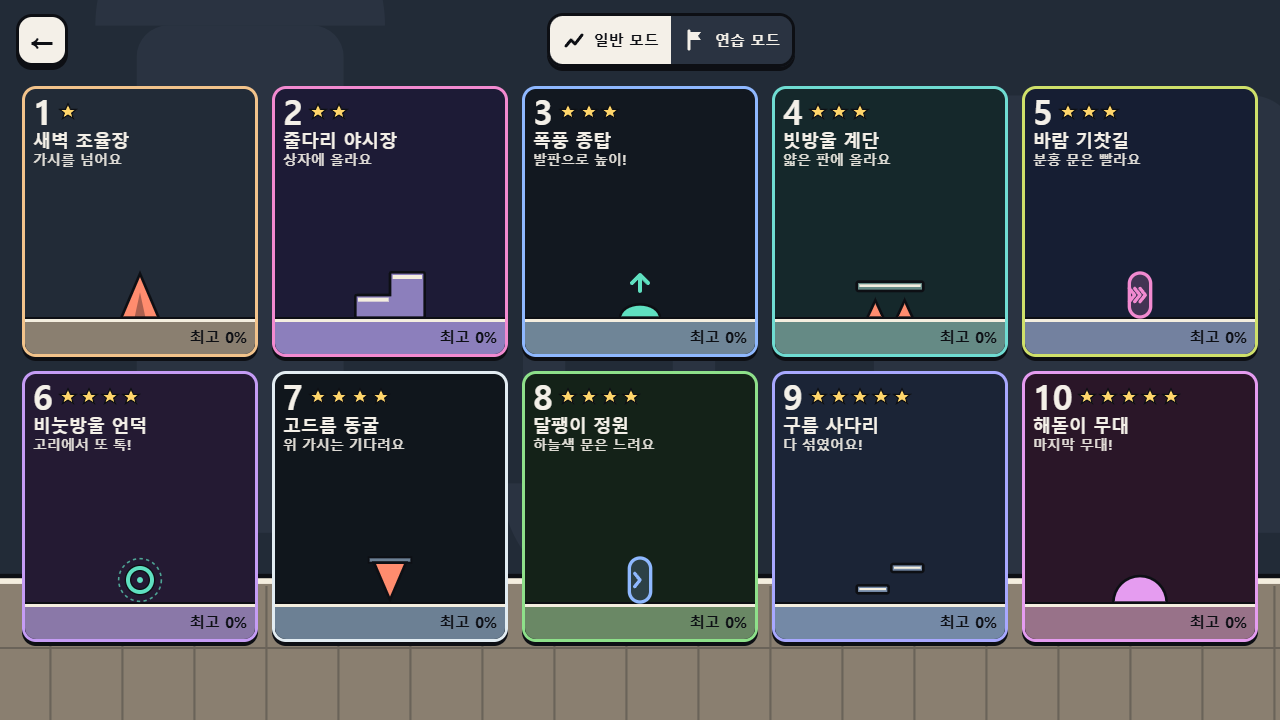 ←
일반 모드
연습 모드
1
새벽 조율장
가시를 넘어요
최고 0%
2
줄다리 야시장
상자에 올라요
최고 0%
3
폭풍 종탑
발판으로 높이!
최고 0%
4
빗방울 계단
얇은 판에 올라요
최고 0%
5
바람 기찻길
분홍 문은 빨라요
최고 0%
6
비눗방울 언덕
고리에서 또 톡!
최고 0%
7
고드름 동굴
위 가시는 기다려요
최고 0%
8
달팽이 정원
하늘색 문은 느려요
최고 0%
9
구름 사다리
다 섞였어요!
최고 0%
10
해돋이 무대
마지막 무대!
최고 0%